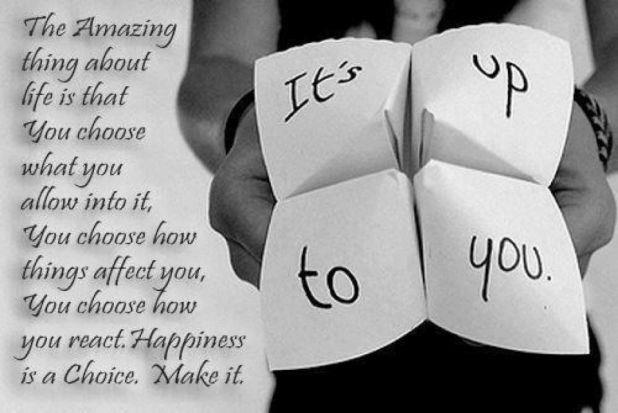 The Amazing
thing about
life is that
You choose
what you
allow into it,
You choose how
things affect you,
You choose how
you react. Happiness
is a Choice. Make it.
It's
up
to
you.